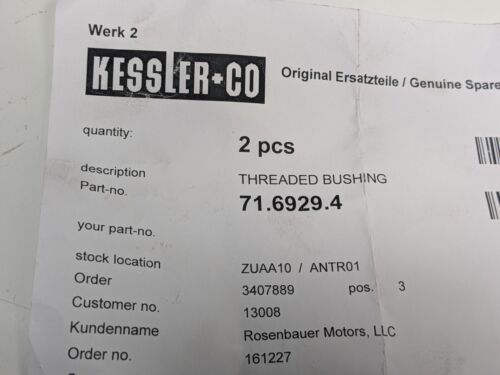 Werk 2
KESSLER+CO Original Ersatzteile / Genuine Spare
quantity: 2 pcs
description THREADED BUSHING
Part-no. 71.6929.4
your part-no.
stock location ZUAA10 / ANTR01
Order 3407889 pos. 3
Customer no. 13008
Kundenname Rosenbauer Motors, LLC
Order no. 161227